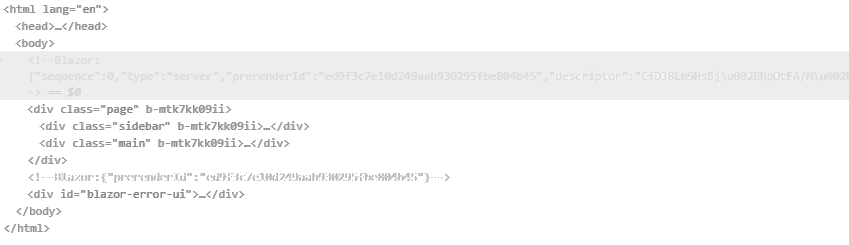 <html lang="en">
<head>…</head>
<body>
<!--Blazor:
{"sequence":0,"type":"server","prerenderId":"ed9f3c7e10d249aab930295fbe804b45","descriptor":"CfDJ8Lm9HsBj\u002BNpOtFA/M\u002B
-> == $0
<div class="page" b-mtk7kk09ii>
<div class="sidebar" b-mtk7kk09ii>…</div>
<div class="main" b-mtk7kk09ii>…</div>
</div>
<!--Blazor:{"prerenderId":"ed9f3c7e10d249aab930295fbe804b45"}-->
<div id="blazor-error-ui">…</div>
</body>
</html>